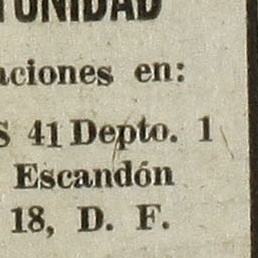 TUNIDAD
aciones en:
S 41 Depto. 1
Escandón
18, D. F.